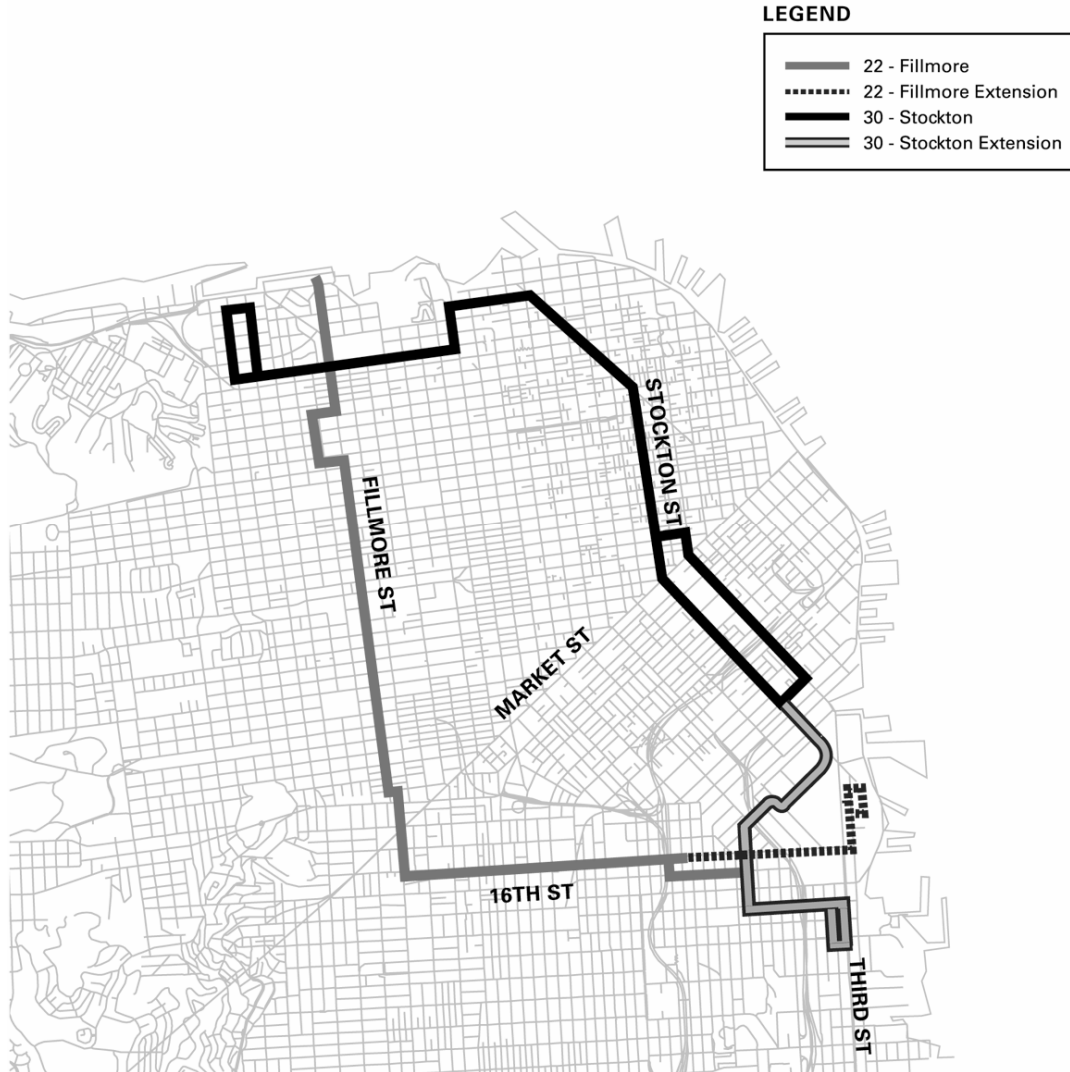 LEGEND
22 - Fillmore
22 - Fillmore Extension
30 - Stockton
30 - Stockton Extension
STOCKTON ST
FILLMORE ST
MARKET ST
16TH ST
THIRD ST